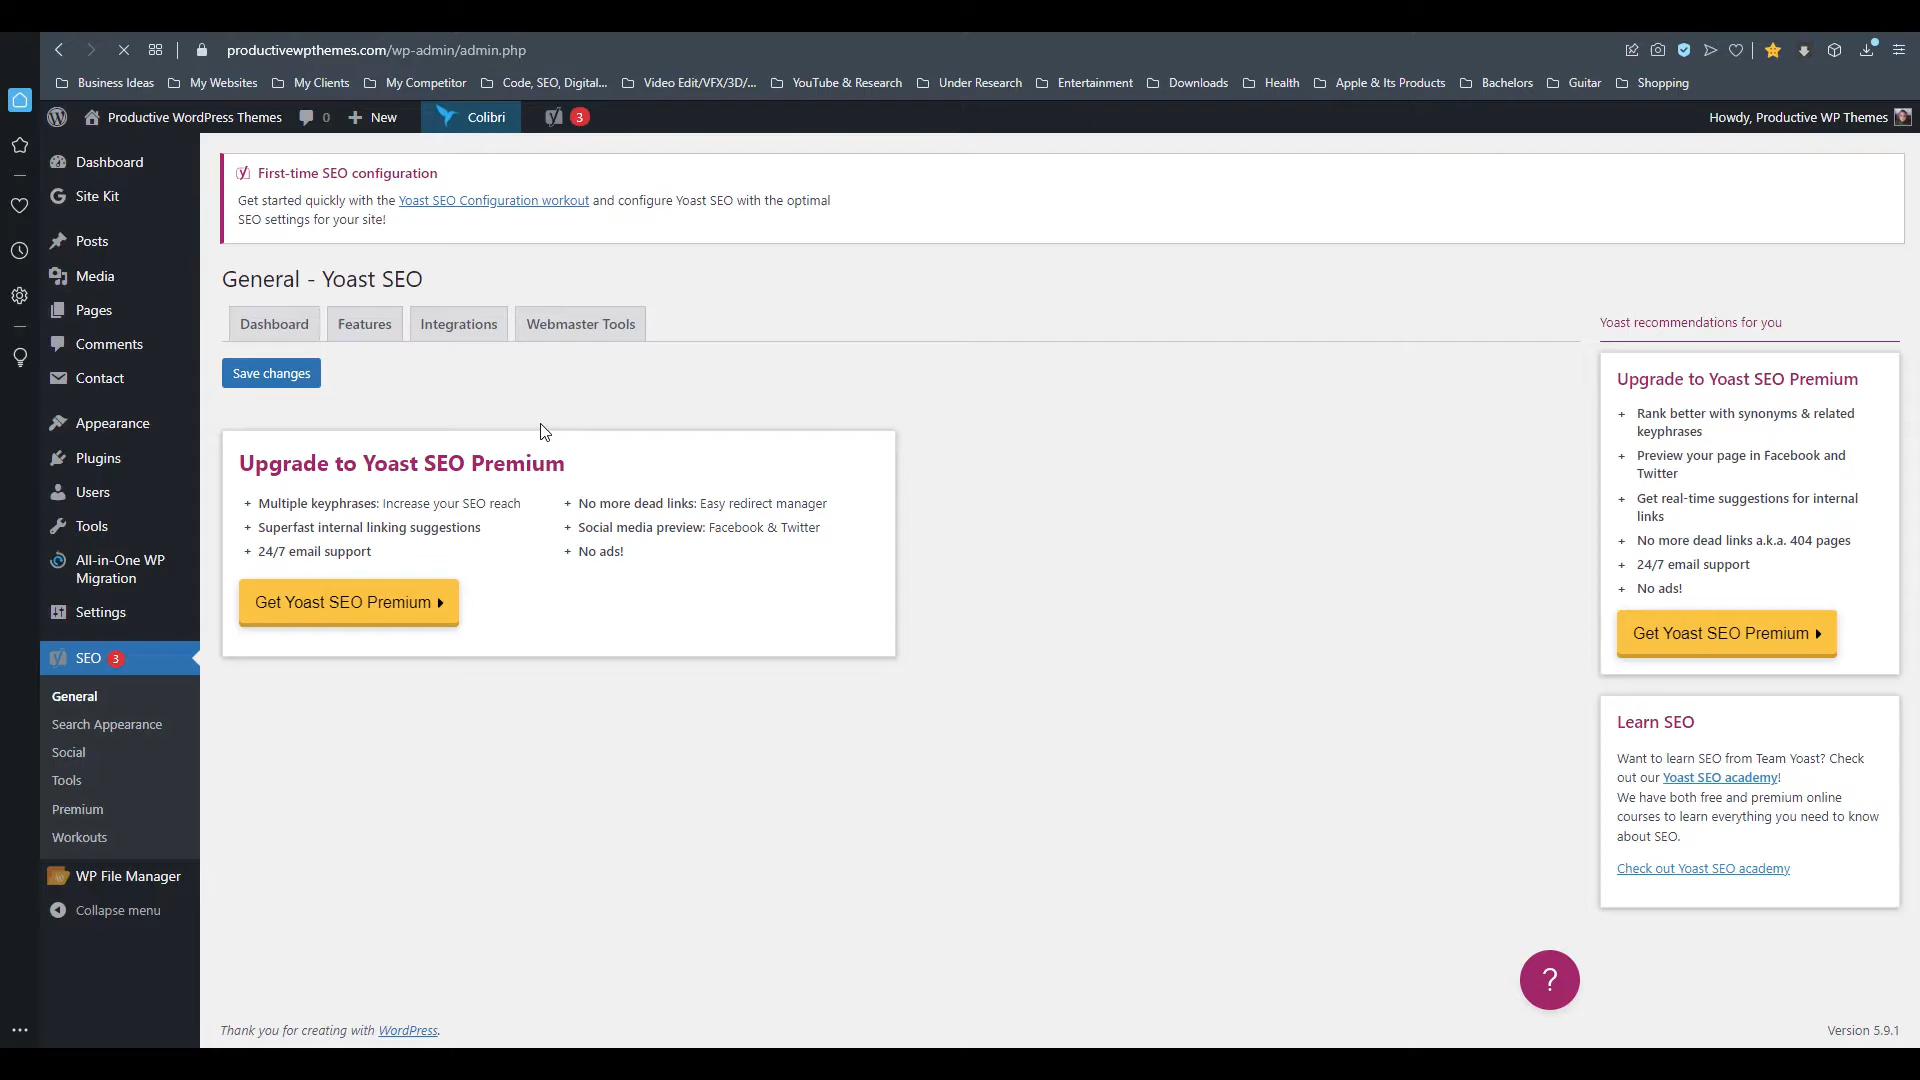 productivewpthemes.com/wp-admin/admin.php
Business Ideas My Websites My Clients My Competitor Code, SEO, Digital... Video Edit/VFX/3D/... YouTube & Research Under Research Entertainment Downloads Health Apple & Its Products Bachelors Guitar Shopping
Productive WordPress Themes 0 New Colibri 3 Howdy, Productive WP Themes
Dashboard
Site Kit
Posts
Media
Pages
Comments
Contact
Appearance
Plugins
Users
Tools
All-in-One WP
Migration
Settings
SEO 3
General
Search Appearance
Social
Tools
Premium
Workouts
WP File Manager
Collapse menu
First-time SEO configuration
Get started quickly with the Yoast SEO Configuration workout and configure Yoast SEO with the optimal
SEO settings for your site!
General - Yoast SEO
Dashboard Features Integrations Webmaster Tools
Save changes
Upgrade to Yoast SEO Premium
+ Multiple keyphrases: Increase your SEO reach
+ Superfast internal linking suggestions
+ 24/7 email support
+ No more dead links: Easy redirect manager
+ Social media preview: Facebook & Twitter
+ No ads!
Get Yoast SEO Premium
Yoast recommendations for you
Upgrade to Yoast SEO Premium
+ Rank better with synonyms & related
keyphrases
+ Preview your page in Facebook and
Twitter
+ Get real-time suggestions for internal
links
+ No more dead links a.k.a. 404 pages
+ 24/7 email support
+ No ads!
Get Yoast SEO Premium
Learn SEO
Want to learn SEO from Team Yoast? Check
out our Yoast SEO academy!
We have both free and premium online
courses to learn everything you need to know
about SEO.
Check out Yoast SEO academy
?
Thank you for creating with WordPress.
Version 5.9.1